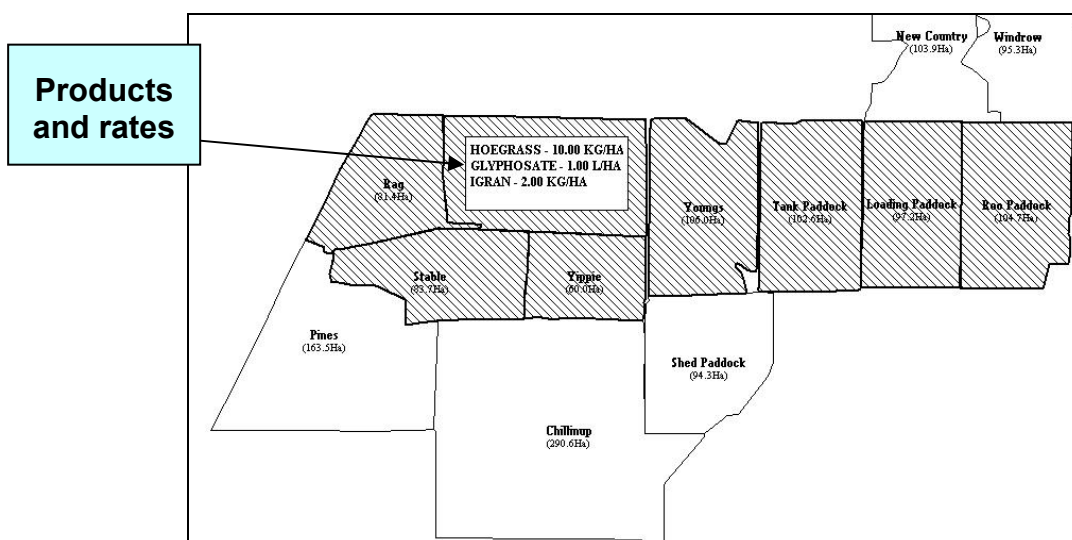 Products
and rates
New Country
(103.9Ha)
Windrow
(95.3Ha)
HOEGRASS - 10.00 KG/HA
GLYPHOSATE - 1.00 L/HA
IGRAN - 2.00 KG/HA
Rag
(81.4Ha)
Youngs
(106.0Ha)
Tank Paddock
(102.6Ha)
Loading Paddock
(97.2Ha)
Roo Paddock
(104.7Ha)
Stable
(83.7Ha)
Yippie
(60.0Ha)
Pines
(163.5Ha)
Shed Paddock
(94.3Ha)
Chillinup
(290.6Ha)